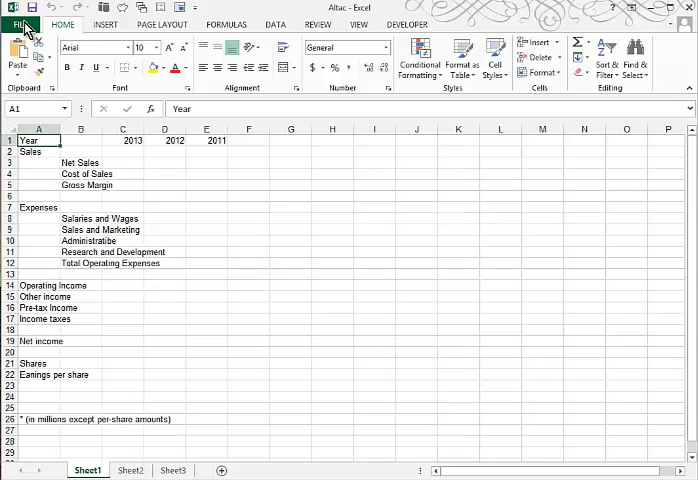 Altac - Excel
FILE HOME INSERT PAGE LAYOUT FORMULAS DATA REVIEW VIEW DEVELOPER
Paste
Arial 10
B I U
General
$ % ,
Conditional Formatting
Format as Table
Cell Styles
Insert
Delete
Format
Sort & Filter
Find & Select
Clipboard Font Alignment Number Styles Cells Editing
A1 fx Year
A B C D E F G H I J K L M N O P
1 Year 2013 2012 2011
2 Sales
3 Net Sales
4 Cost of Sales
5 Gross Margin
6
7 Expenses
8 Salaries and Wages
9 Sales and Marketing
10 Administratibe
11 Research and Development
12 Total Operating Expenses
13
14 Operating Income
15 Other income
16 Pre-tax Income
17 Income taxes
18
19 Net income
20
21 Shares
22 Eanings per share
23
24
25
26 * (in millions except per-share amounts)
27
28
29
Sheet1 Sheet2 Sheet3